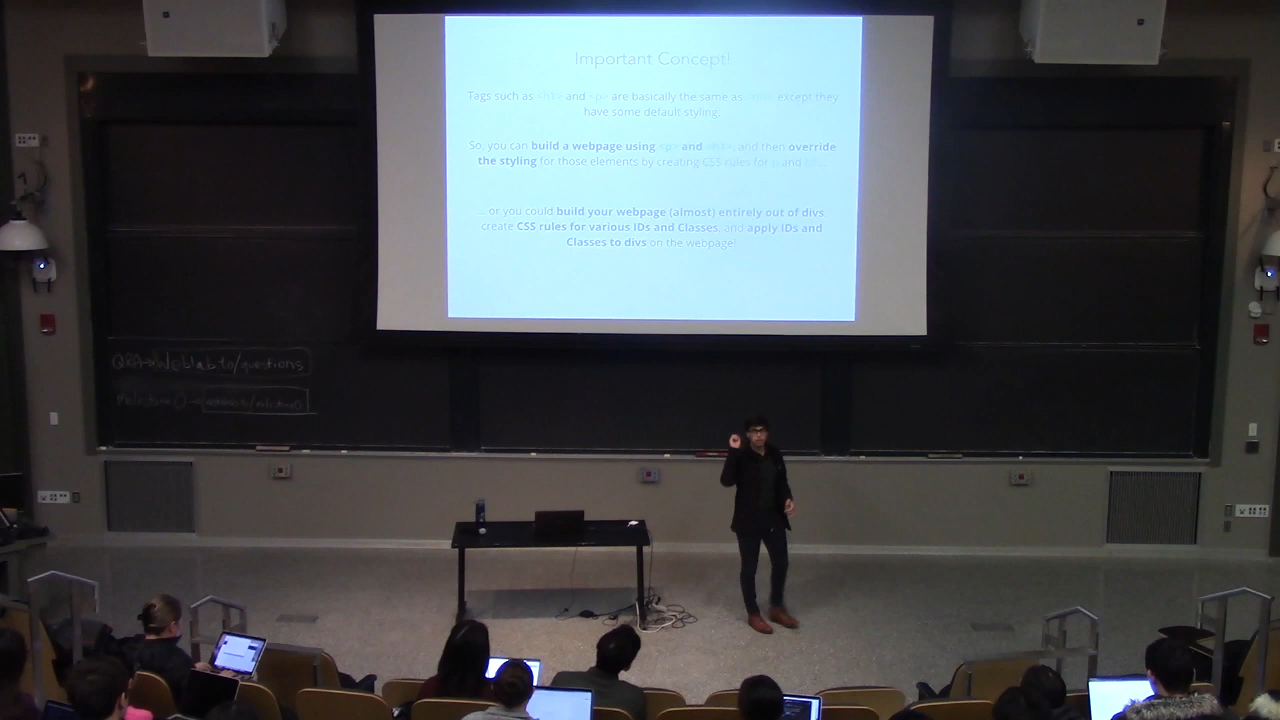 Important Concept!
Tags such as <h1> and <p> are basically the same as except they
have some default styling.
So, you can build a webpage using <p> and <h1>, and then override
the styling for those elements by creating CSS rules for p and
... or you could build your webpage (almost) entirely out of divs
create CSS rules for various IDs and Classes, and apply IDs and
Classes to divs on the webpage!
Q&A → /questions